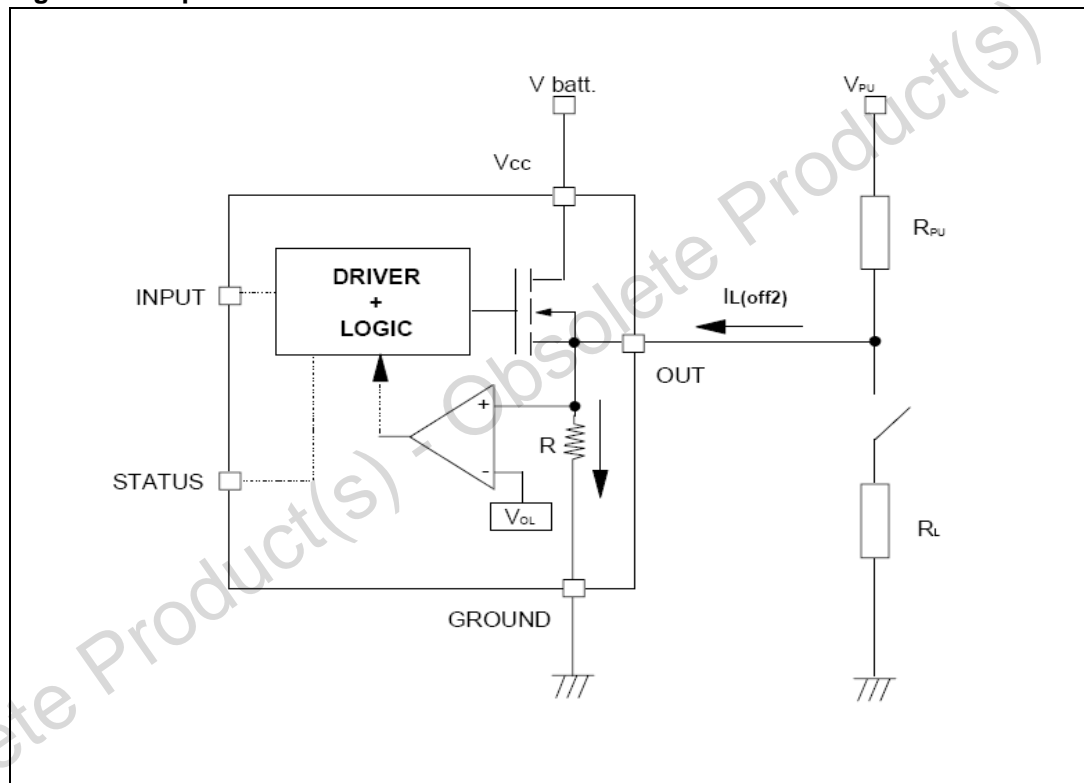 V batt.
VPU
Vcc
RPU
DRIVER
+
LOGIC
INPUT
IL(off2)
OUT
+
R
-
STATUS
VOL
RL
GROUND
Obsolete Product(s) - Obsolete Product(s)